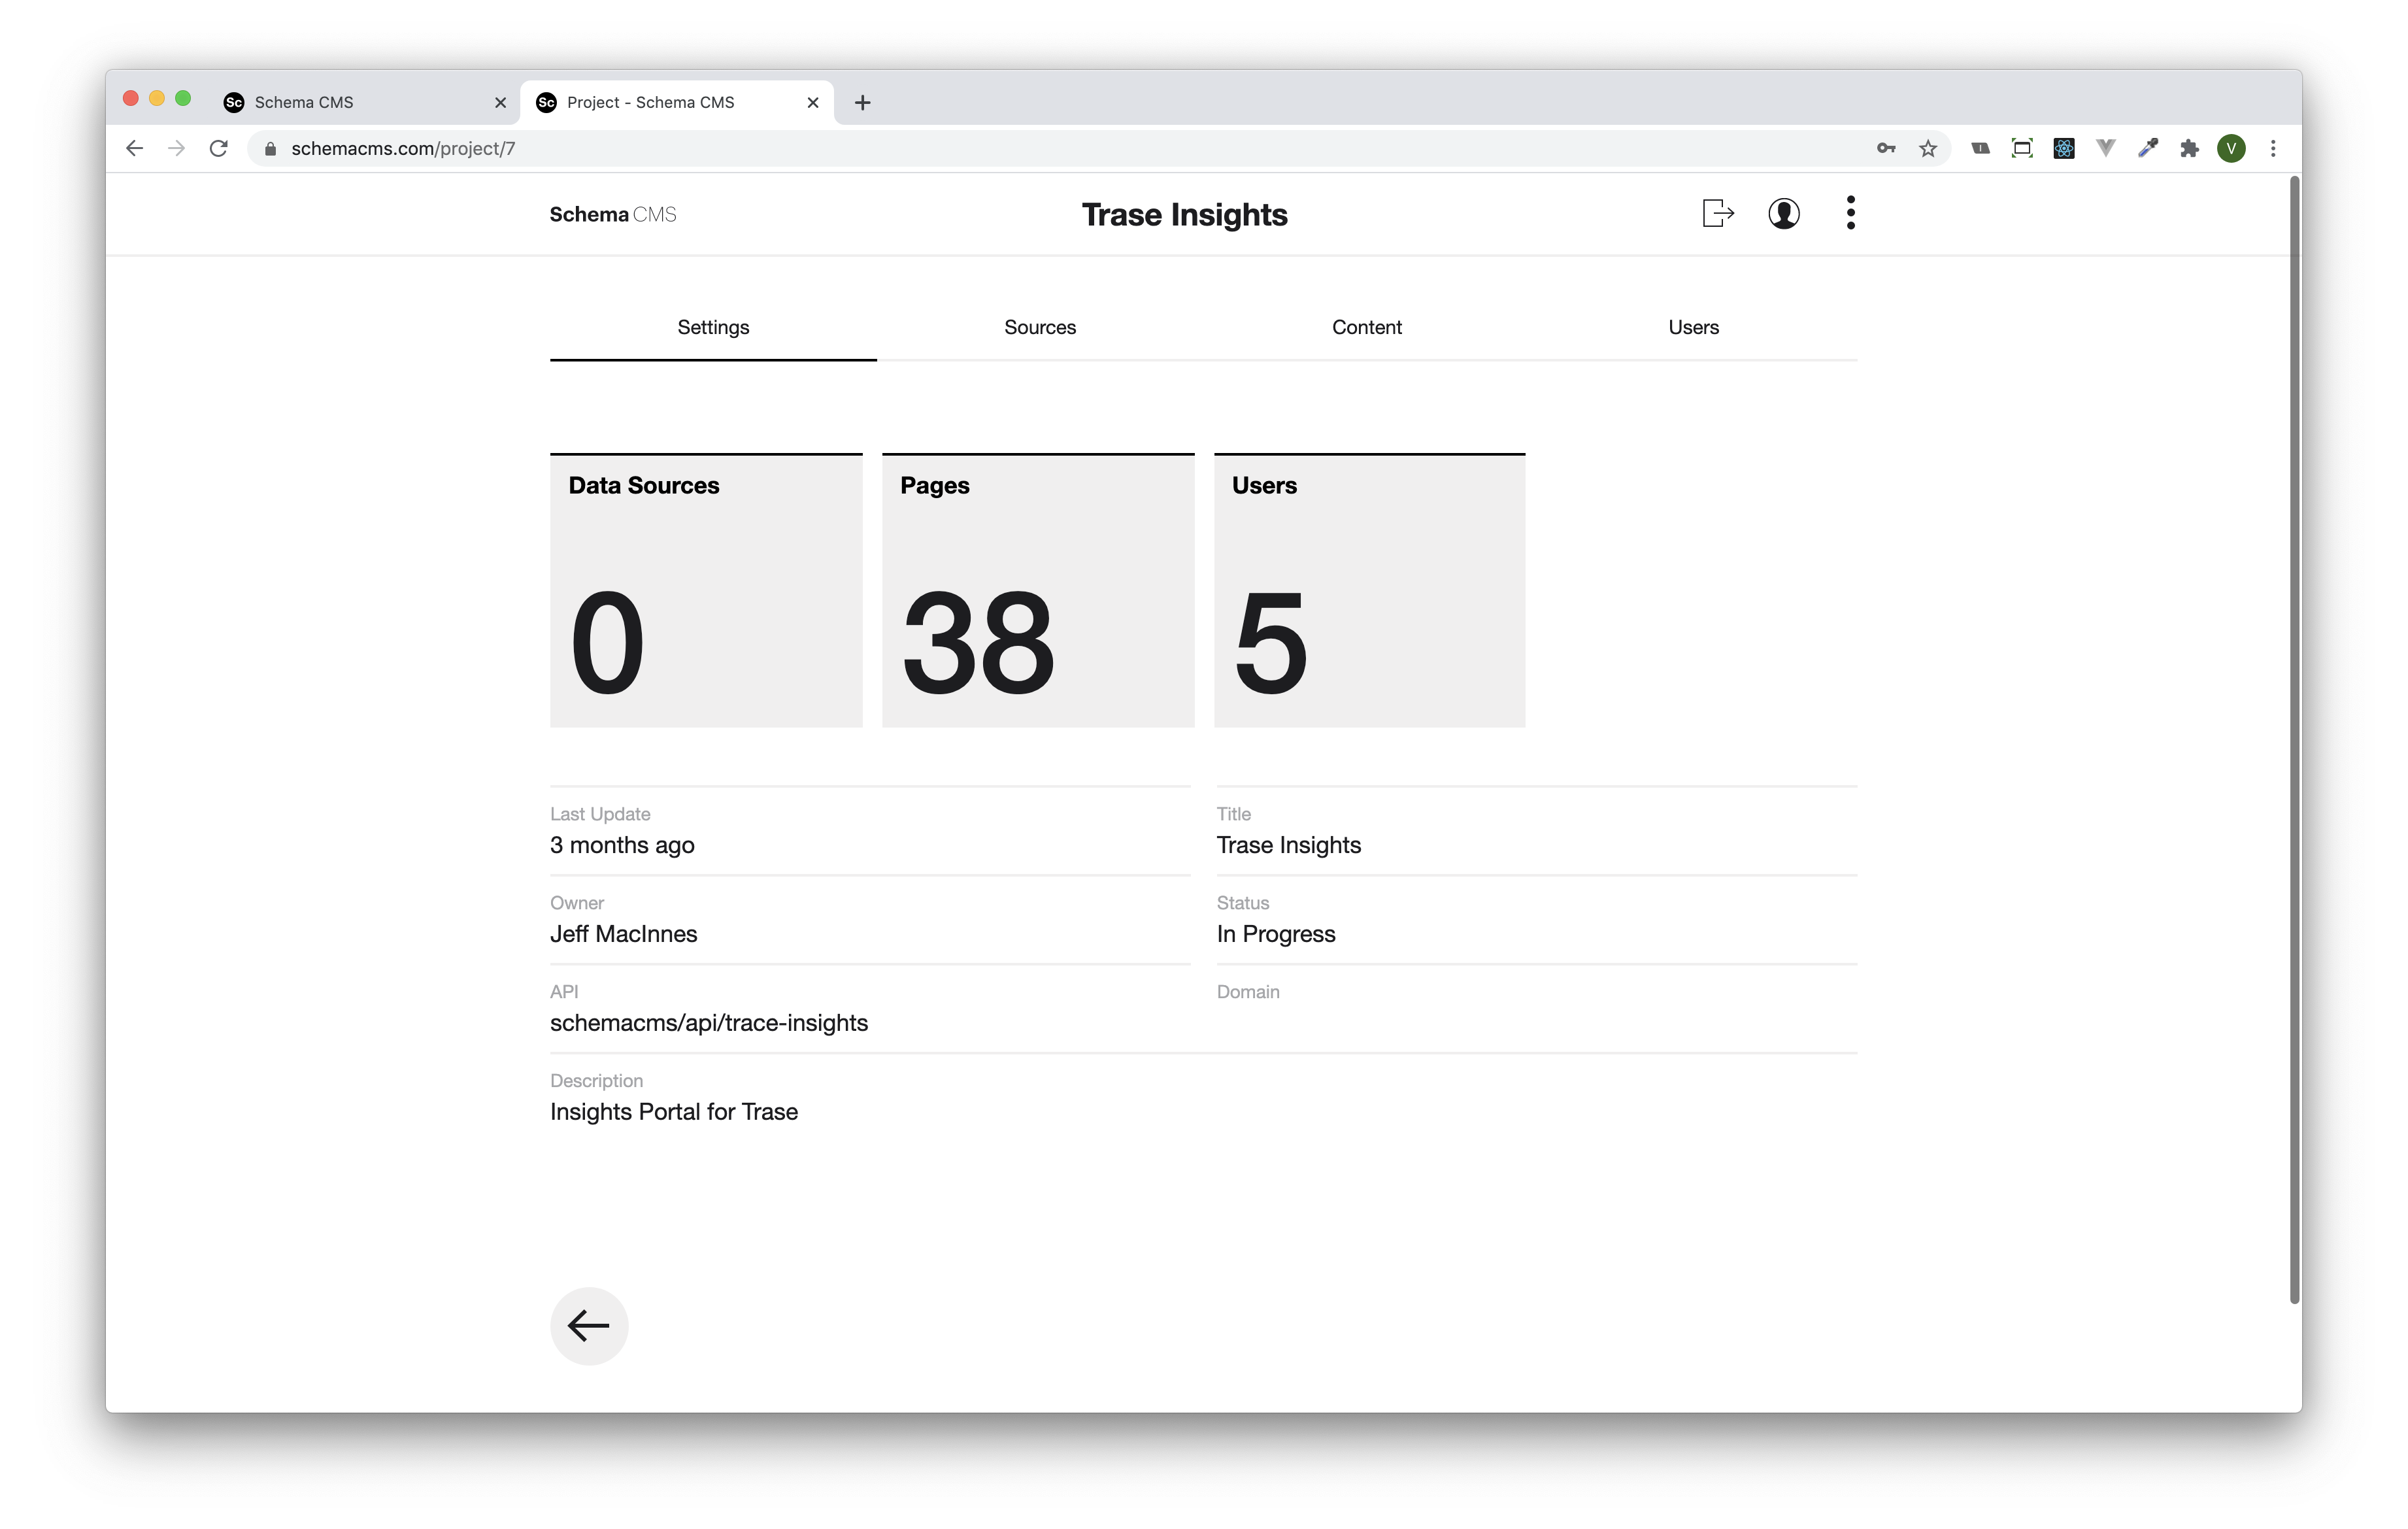 Sc Schema CMS
Sc Project - Schema CMS
schemacms.com/project/7
V
Schema CMS
Trase Insights
Settings Sources Content Users
Data Sources Pages Users
0 38 5
Last Update Title
3 months ago Trase Insights
Owner Status
Jeff MacInnes In Progress
API Domain
schemacms/api/trace-insights
Description
Insights Portal for Trase